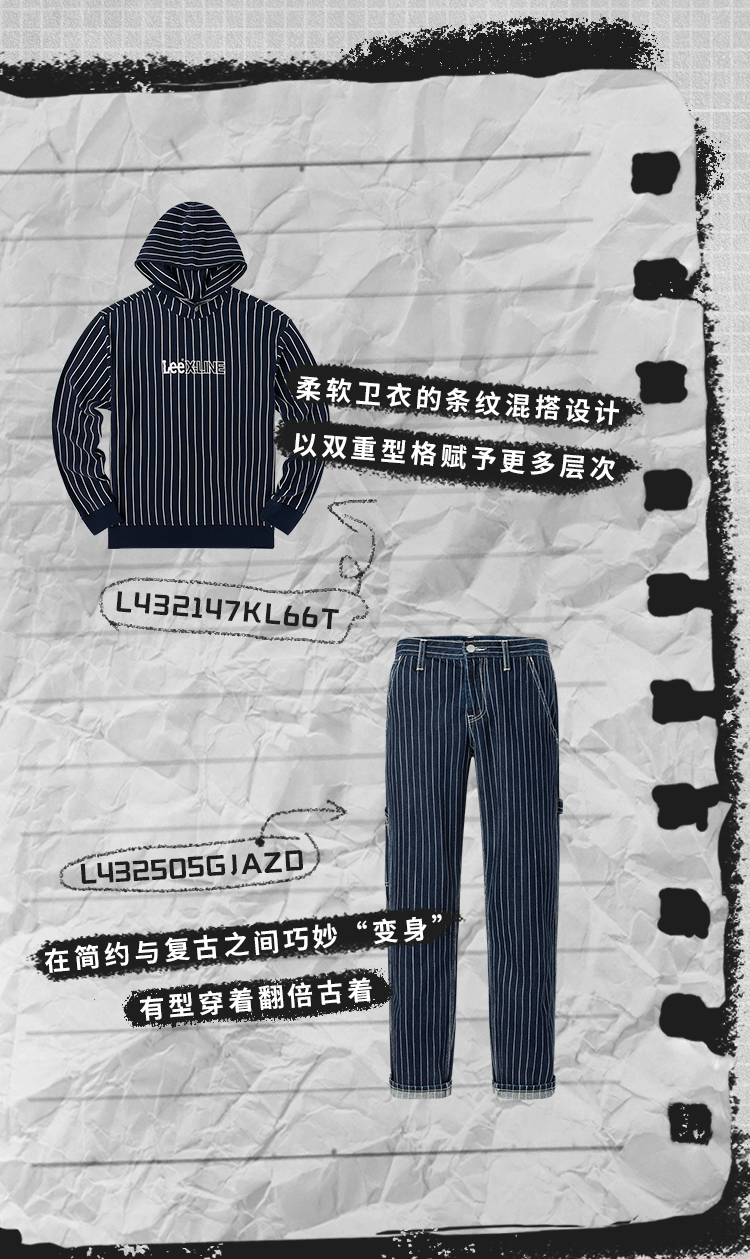 Lee X-LINE
柔软卫衣的条纹混搭设计
以双重型格赋予更多层次
L432147KL66T
L432505GJAZD
在简约与复古之间巧妙“变身”
有型穿着翻倍古着